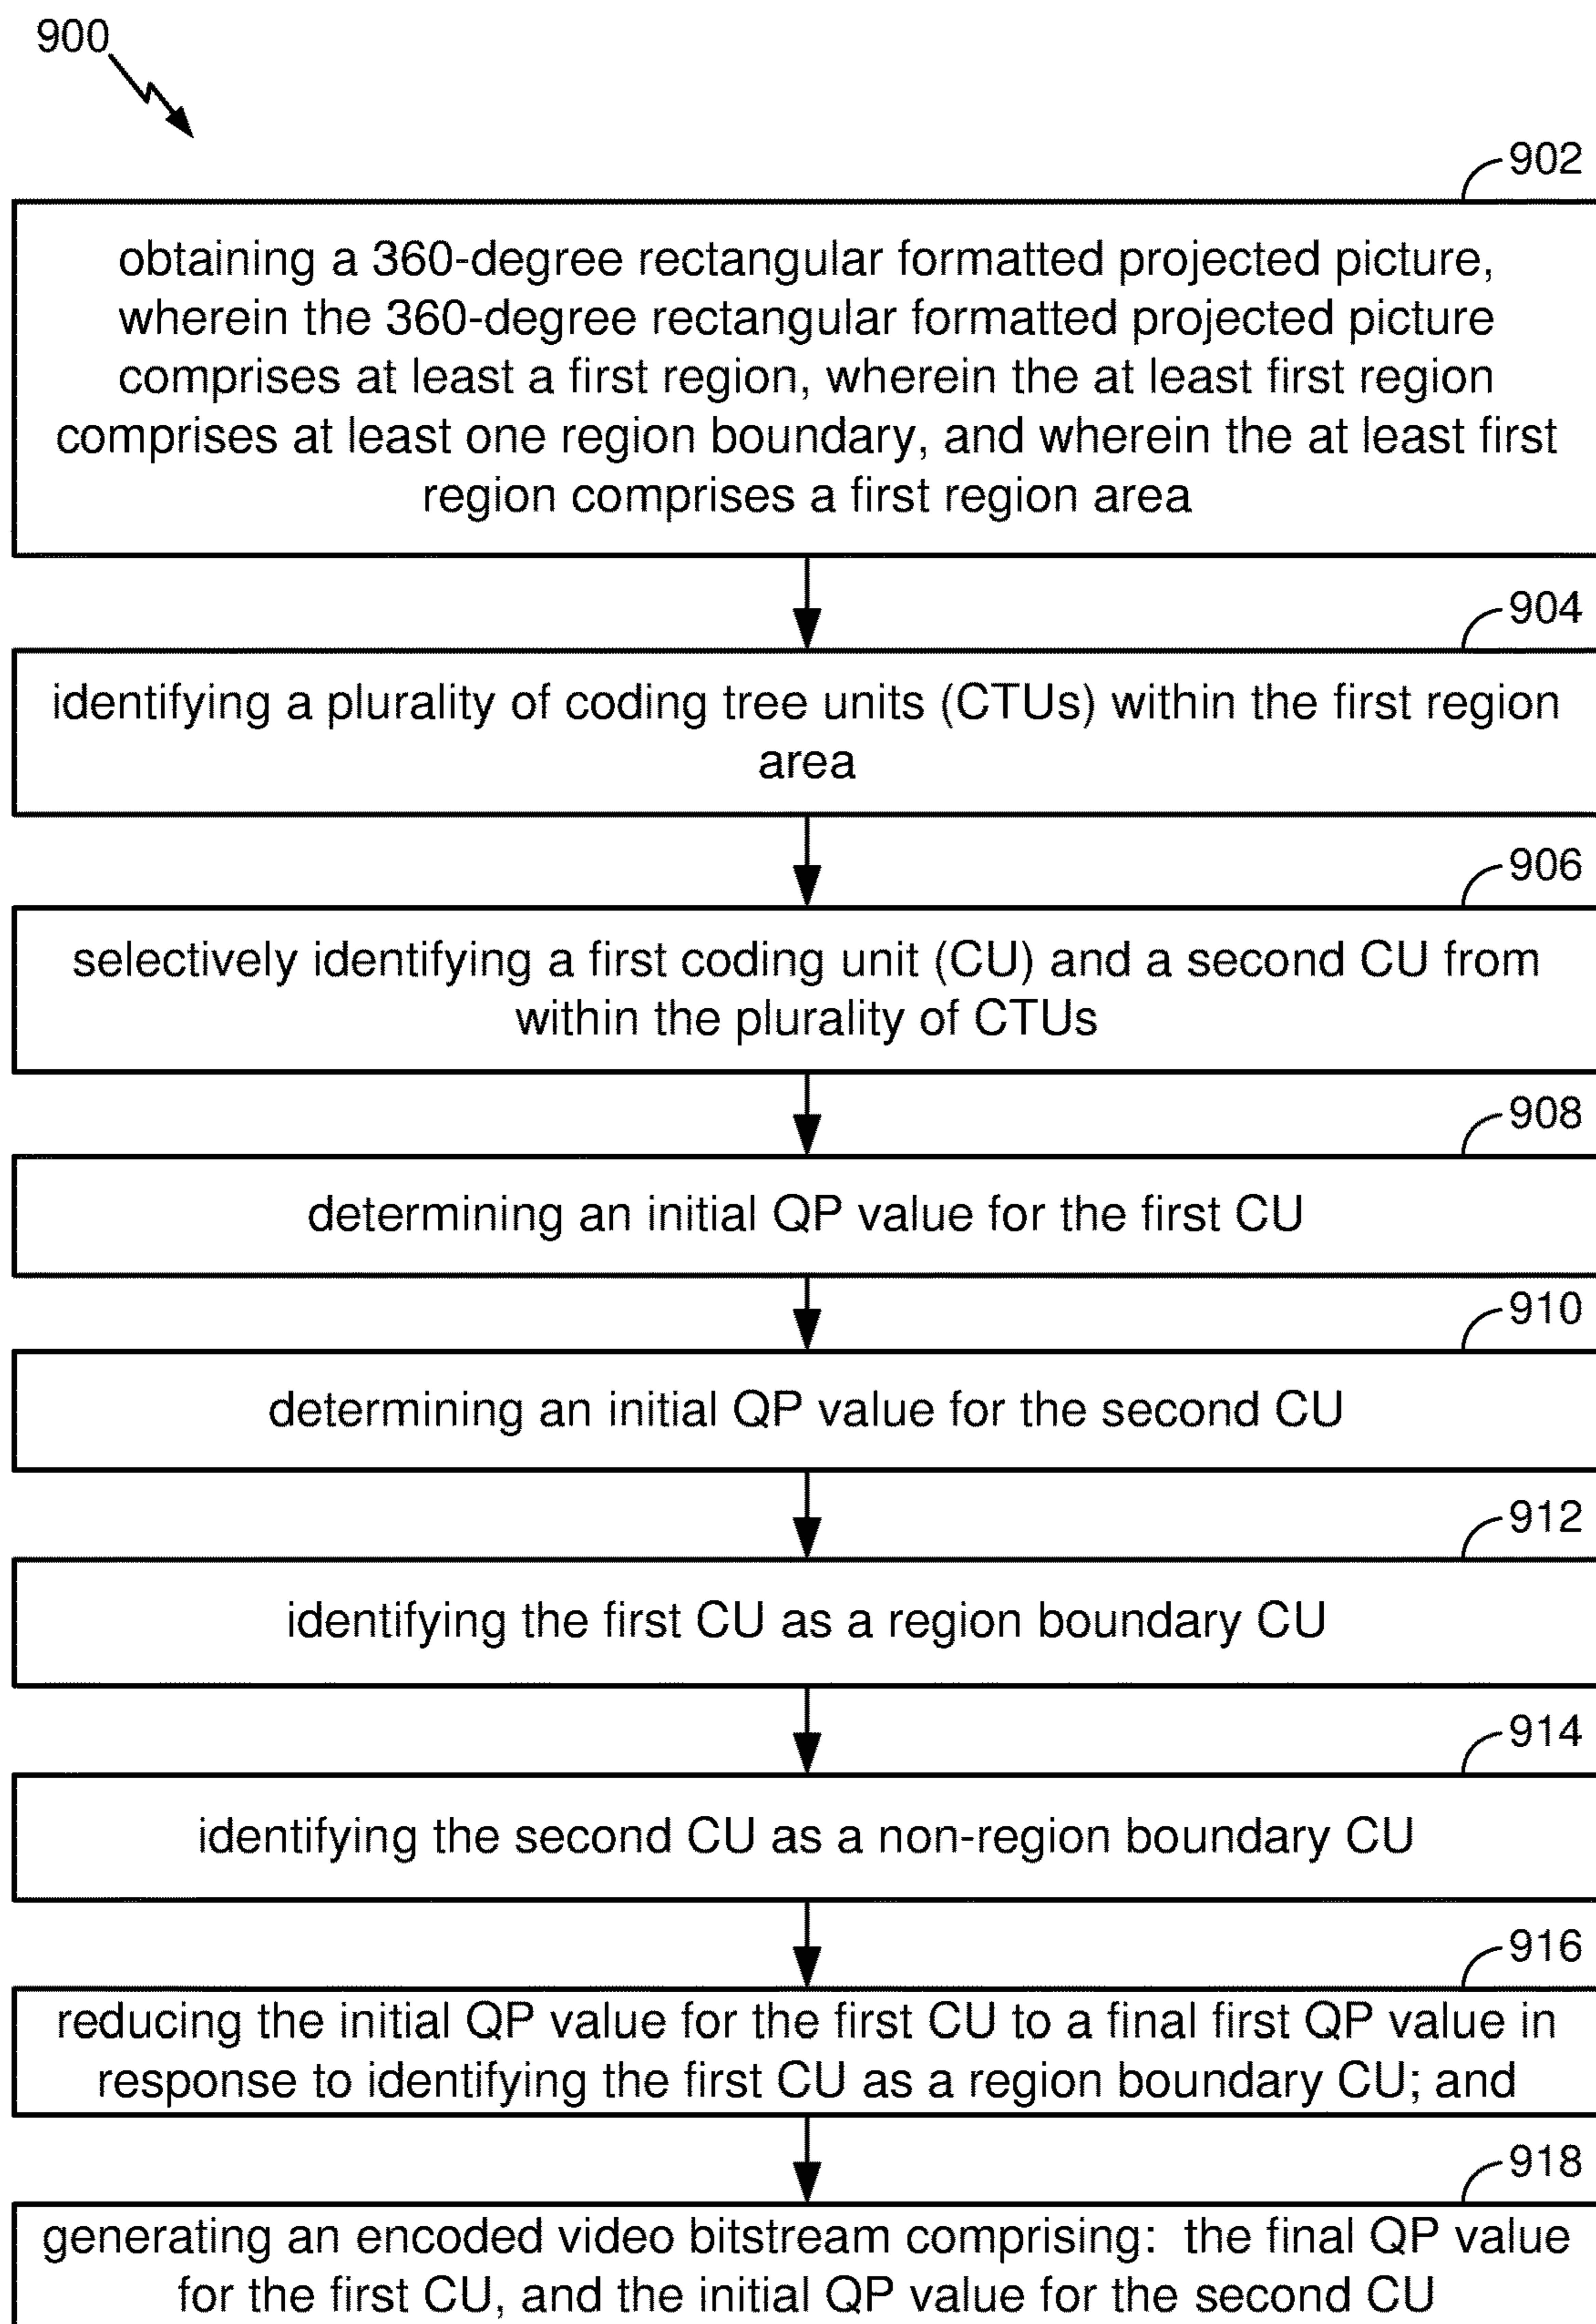 900
902
obtaining a 360-degree rectangular formatted projected picture,
wherein the 360-degree rectangular formatted projected picture
comprises at least a first region, wherein the at least first region
comprises at least one region boundary, and wherein the at least first
region comprises a first region area
904
identifying a plurality of coding tree units (CTUs) within the first region
area
906
selectively identifying a first coding unit (CU) and a second CU from
within the plurality of CTUs
908
determining an initial QP value for the first CU
910
determining an initial QP value for the second CU
912
identifying the first CU as a region boundary CU
914
identifying the second CU as a non-region boundary CU
916
reducing the initial QP value for the first CU to a final first QP value in
response to identifying the first CU as a region boundary CU; and
918
generating an encoded video bitstream comprising: the final QP value
for the first CU, and the initial QP value for the second CU